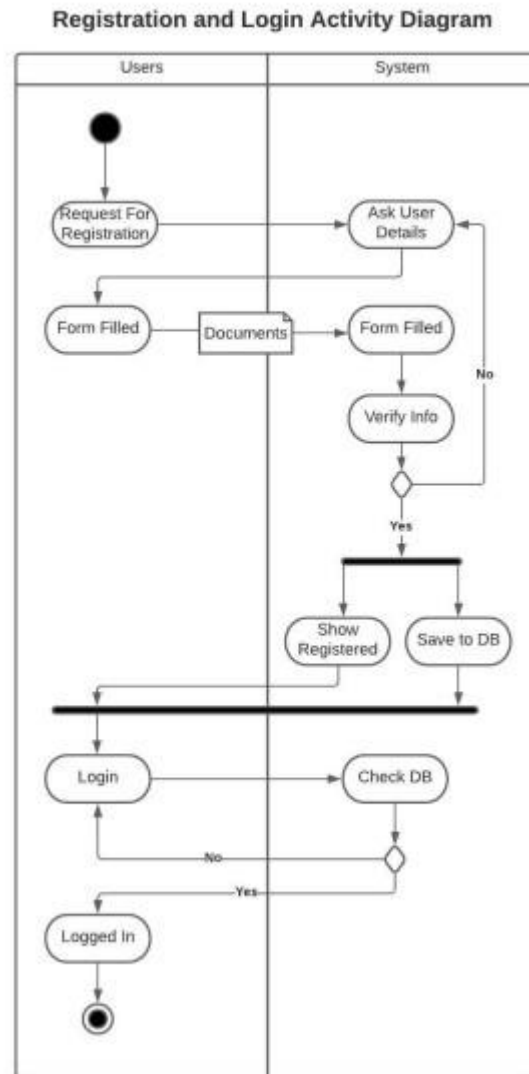 Registration and Login Activity Diagram
Users
System
Request For
Registration
Ask User
Details
Form Filled
Documents
Form Filled
No
Verify Info
Yes
Show
Registered
Save to DB
Login
Check DB
No
Yes
Logged In